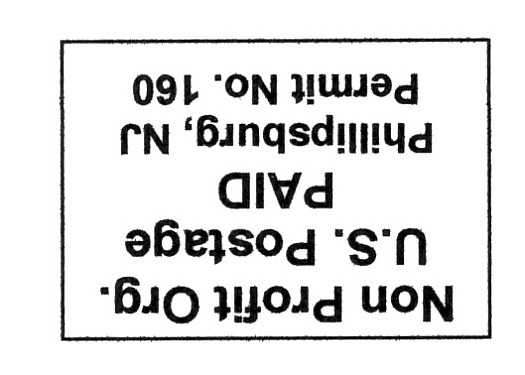 Non Profit Org.
U.S. Postage
PAID
Phillipsburg, NJ
Permit No. 160